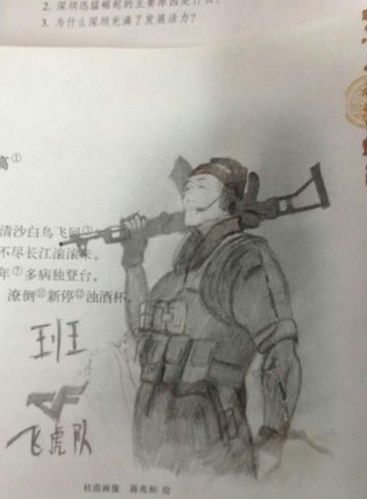 2. 深圳迅猛崛起的主要原因是什么?
3. 为什么深圳充满了发展活力?
高①
清沙白鸟飞回
不尽长江滚滚来。
年⑦多病独登台。
潦倒⑪新停⑫浊酒杯。
班王
飞虎队
杜甫画像 蒋兆和 绘